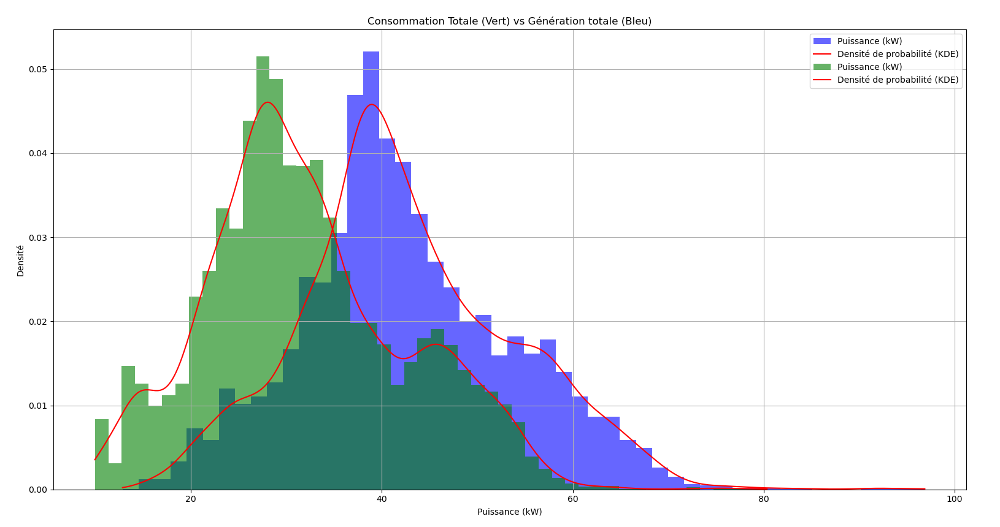 Consommation Totale (Vert) vs Génération totale (Bleu)
Puissance (kW)
Densité de probabilité (KDE)
Puissance (kW)
Densité de probabilité (KDE)
0.05
0.04
0.03
0.02
0.01
0.00
Densité
20 40 60 80 100
Puissance (kW)